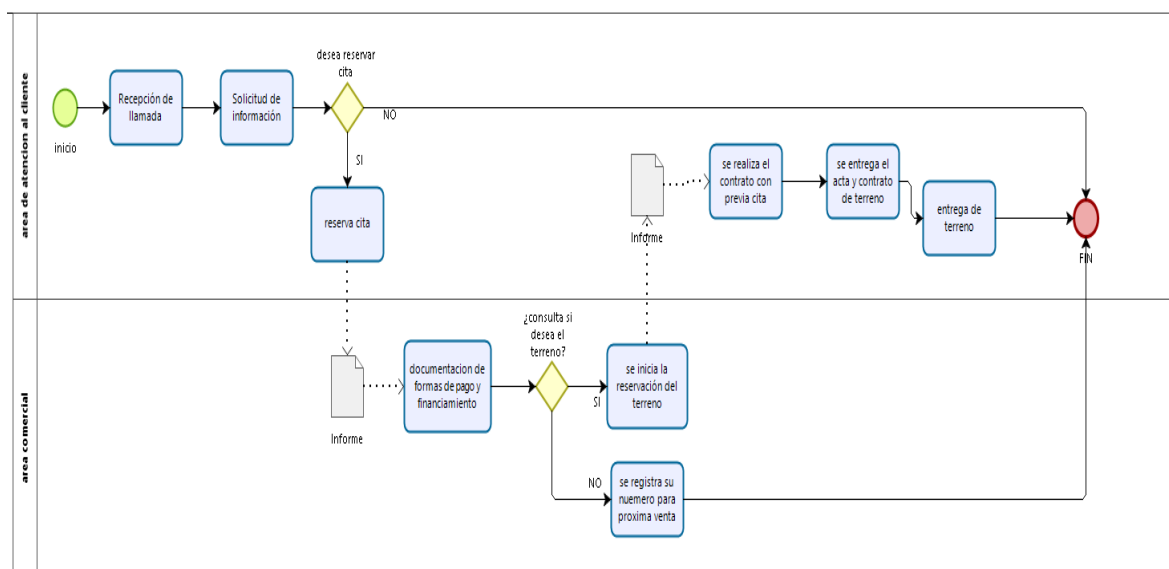 area de atencion al cliente
inicio
Recepción de
llamada
Solicitud de
información
desea reservar
cita
NO
SI
reserva cita
Informe
se realiza el
contrato con
previa cita
se entrega el
acta y contrato
de terreno
entrega de
terreno
FIN
area comercial
Informe
documentacion de
formas de pago y
financiamiento
¿consulta si
desea el
terreno?
SI
se inicia la
reservación del
terreno
NO
se registra su
nuemero para
proxima venta